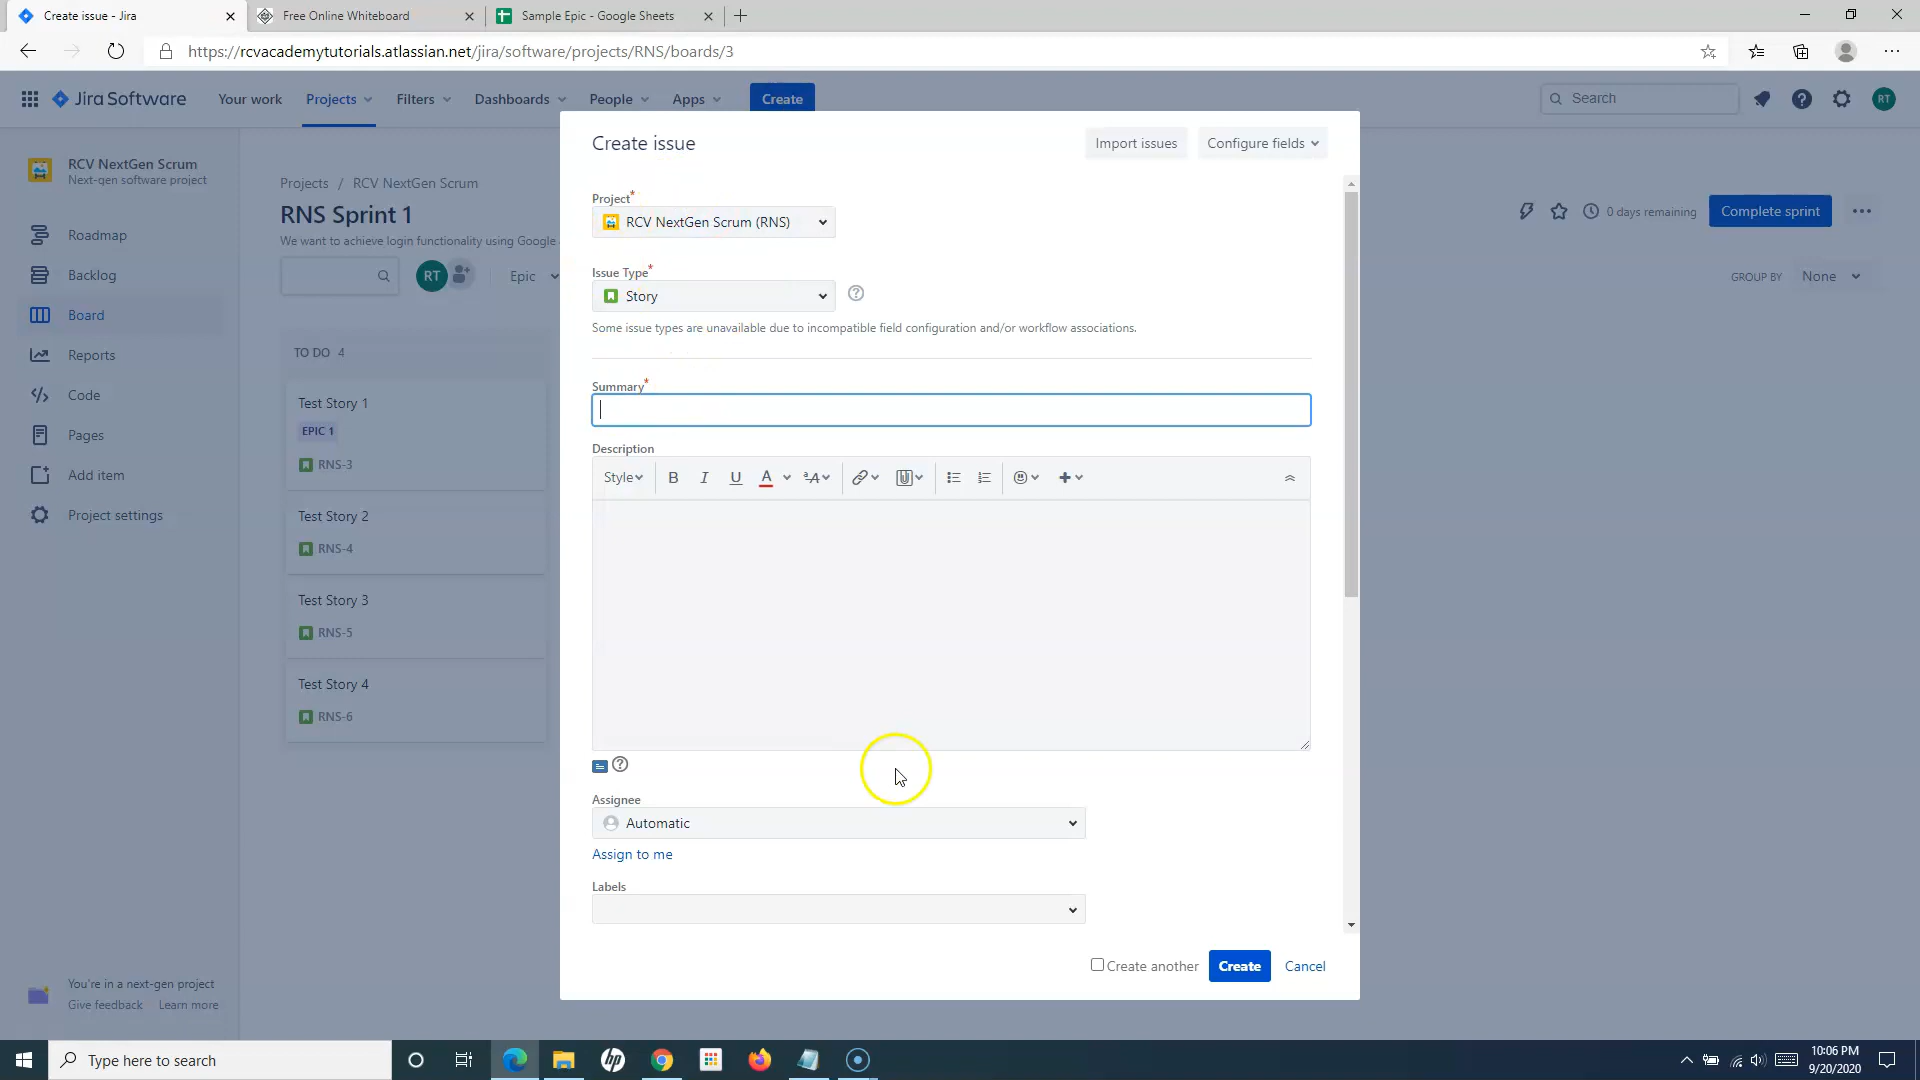 Create issue - Jira
Free Online Whiteboard
Sample Epic - Google Sheets
https://rcvacademytutorials.atlassian.net/jira/software/projects/RNS/boards/3
Jira Software
Your work
Projects
Filters
Dashboards
People
Apps
Create
Search
RT
RCV NextGen Scrum
Next-gen software project
Roadmap
Backlog
Board
Reports
Code
Pages
Add item
Project settings
You're in a next-gen project
Give feedback Learn more
Projects / RCV NextGen Scrum
RNS Sprint 1
We want to achieve login functionality using Google
RT
Epic
0 days remaining
Complete sprint
GROUP BY None
TO DO 4
Test Story 1
EPIC 1
RNS-3
Test Story 2
RNS-4
Test Story 3
RNS-5
Test Story 4
RNS-6
Create issue
Import issues
Configure fields
Project*
RCV NextGen Scrum (RNS)
Issue Type*
Story
Some issue types are unavailable due to incompatible field configuration and/or workflow associations.
Summary*
Description
Style B I U A ᵃA
Assignee
Automatic
Assign to me
Labels
Create another
Create
Cancel
Type here to search
hp
10:06 PM
9/20/2020